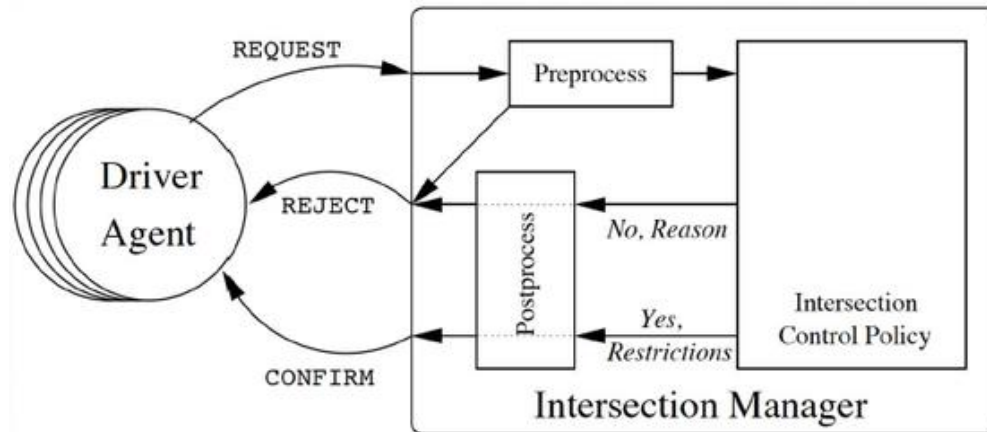 REQUEST
Preprocess
Driver
Agent
REJECT
Postprocess
No, Reason
Yes,
Restrictions
Intersection
Control Policy
CONFIRM
Intersection Manager